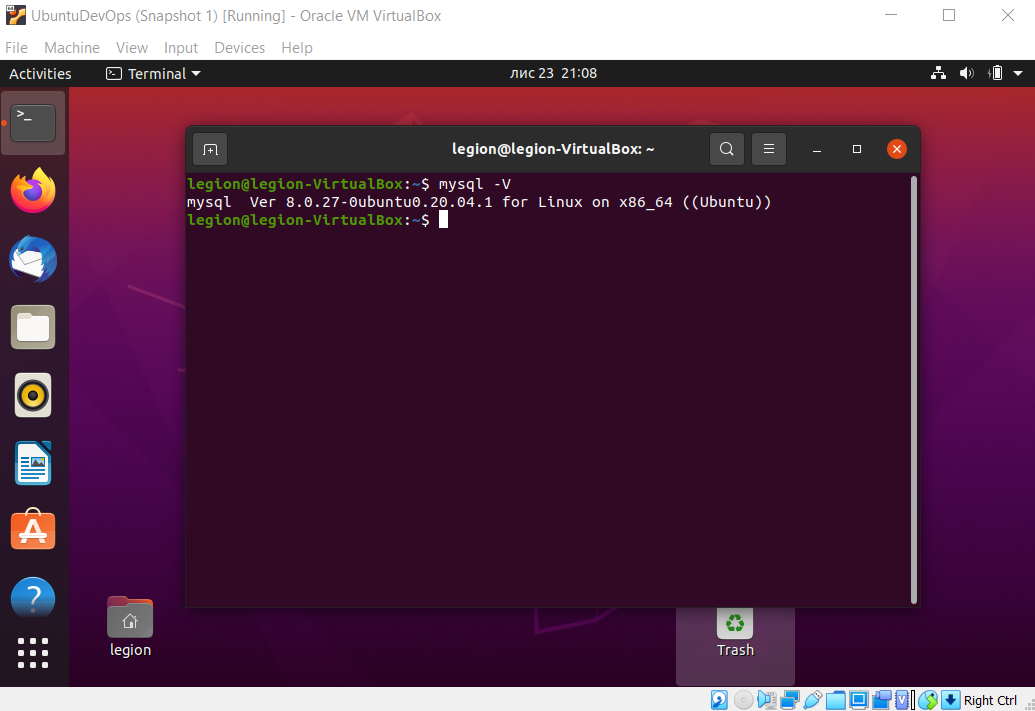 UbuntuDevOps (Snapshot 1) [Running] - Oracle VM VirtualBox
File Machine View Input Devices Help
Activities Terminal лис 23 21:08
legion@legion-VirtualBox: ~
legion@legion-VirtualBox:~$ mysql -V
mysql  Ver 8.0.27-0ubuntu0.20.04.1 for Linux on x86_64 ((Ubuntu))
legion@legion-VirtualBox:~$
legion
Trash
Right Ctrl